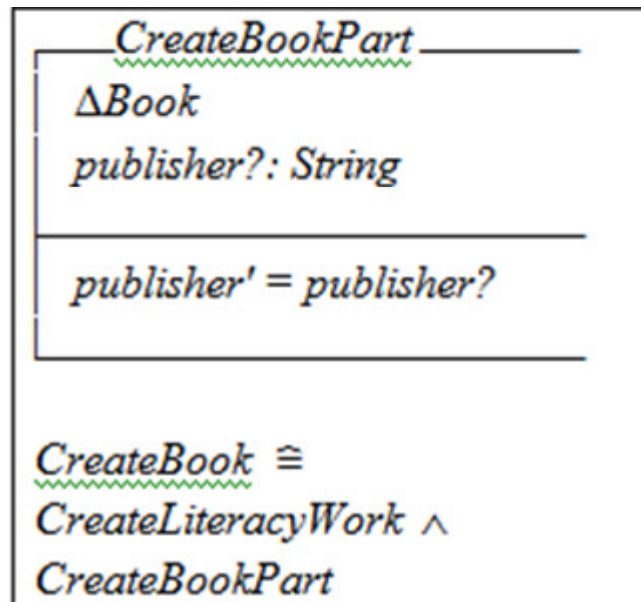 CreateBookPart
ΔBook
publisher?: String
publisher' = publisher?
CreateBook ≙
CreateLiteracyWork ∧
CreateBookPart